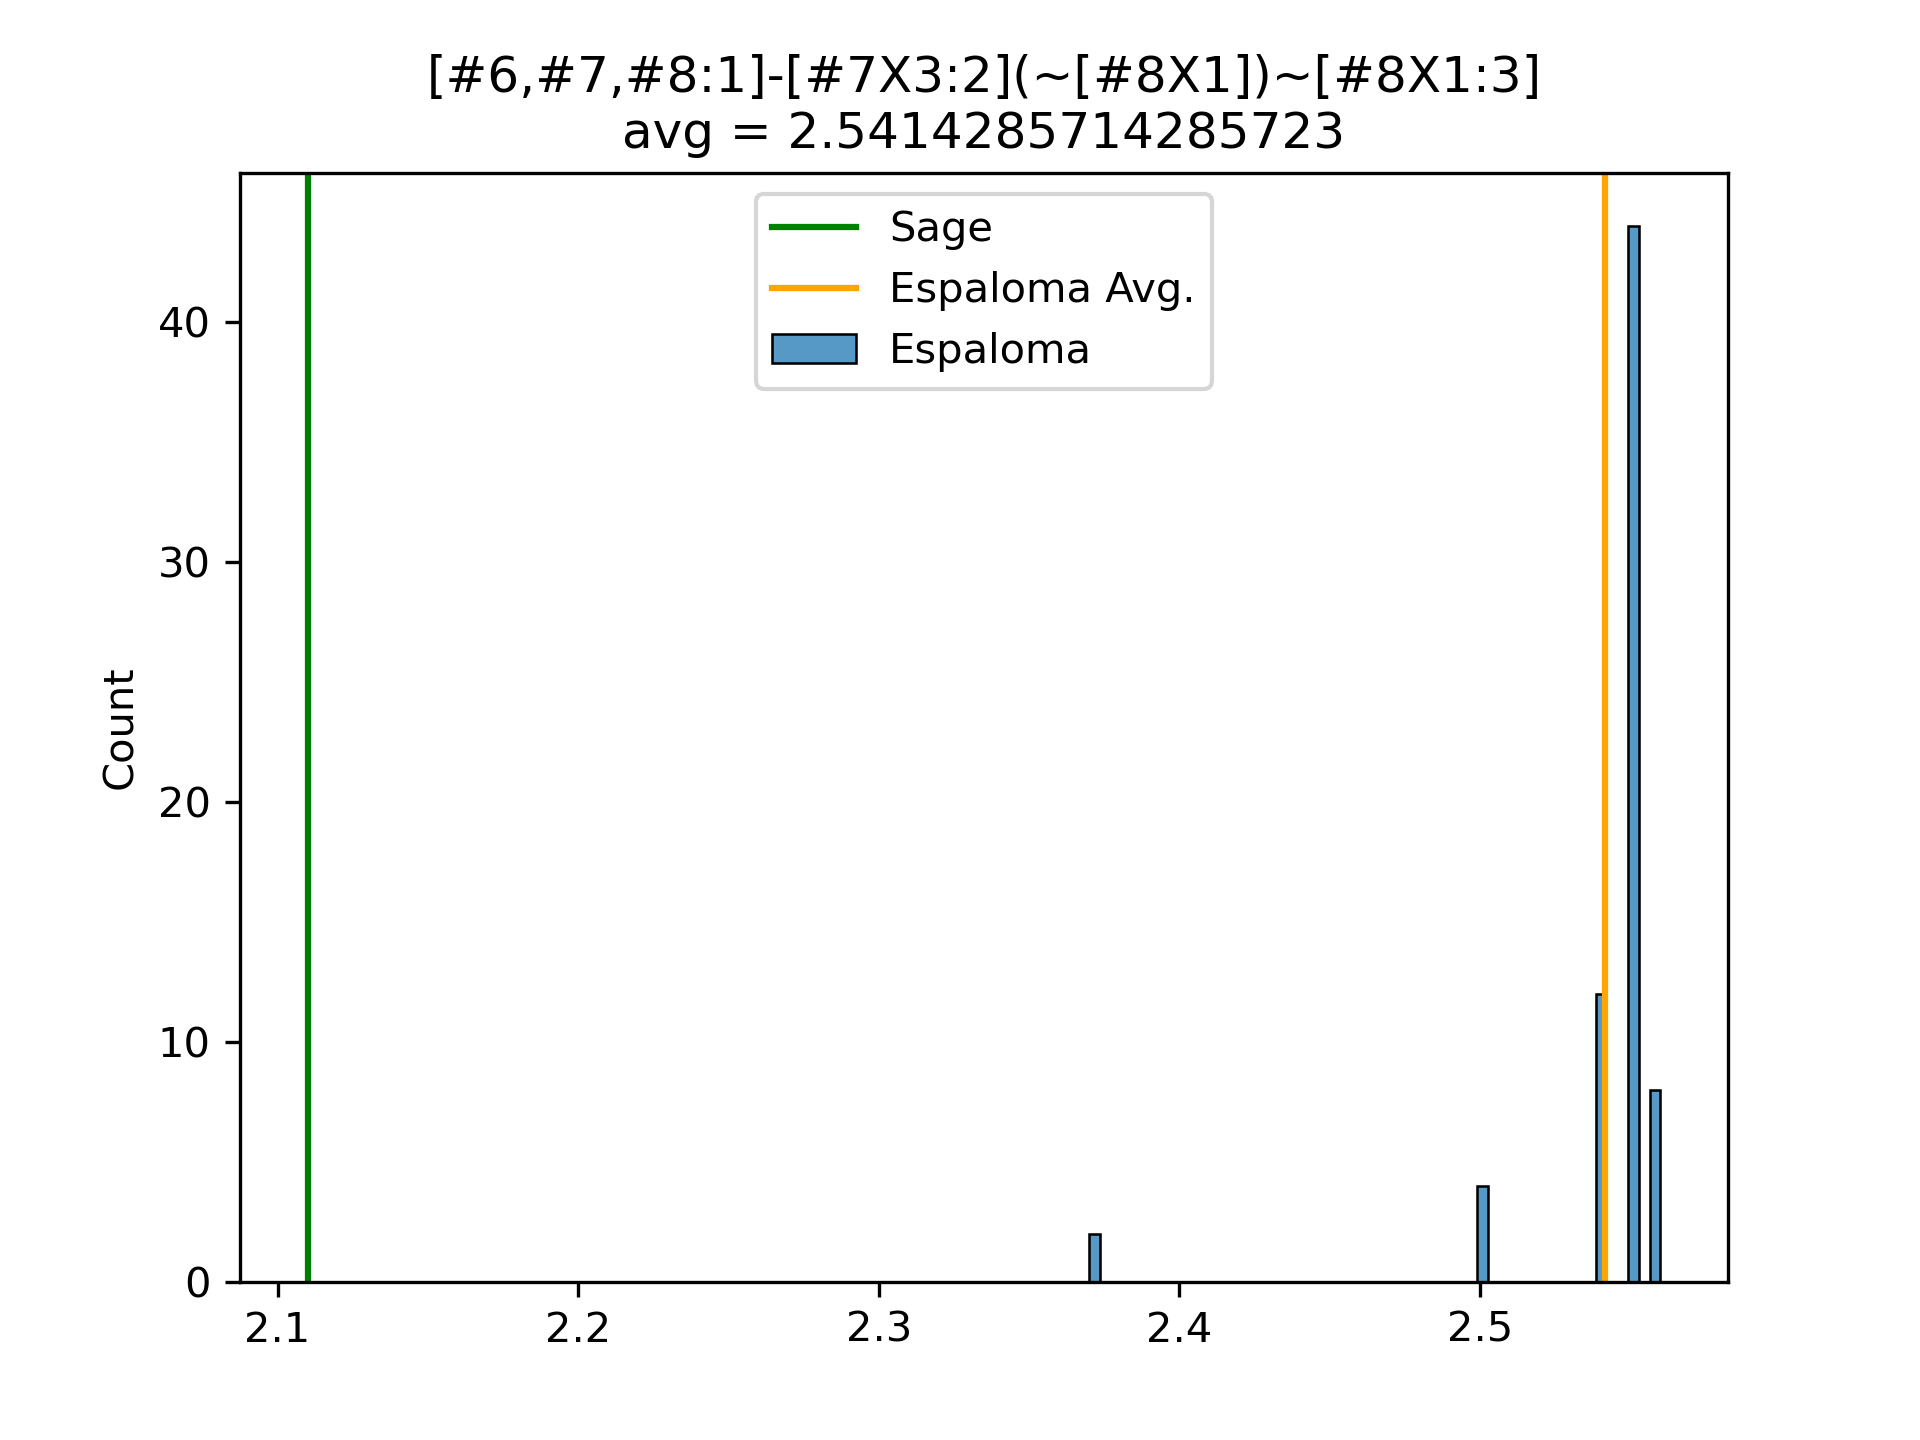 [#6,#7,#8:1]-[#7X3:2](~[#8X1])~[#8X1:3]
avg = 2.5414285714285723
Sage
Espaloma Avg.
Espaloma
Count
40
30
20
10
0
2.1 2.2 2.3 2.4 2.5